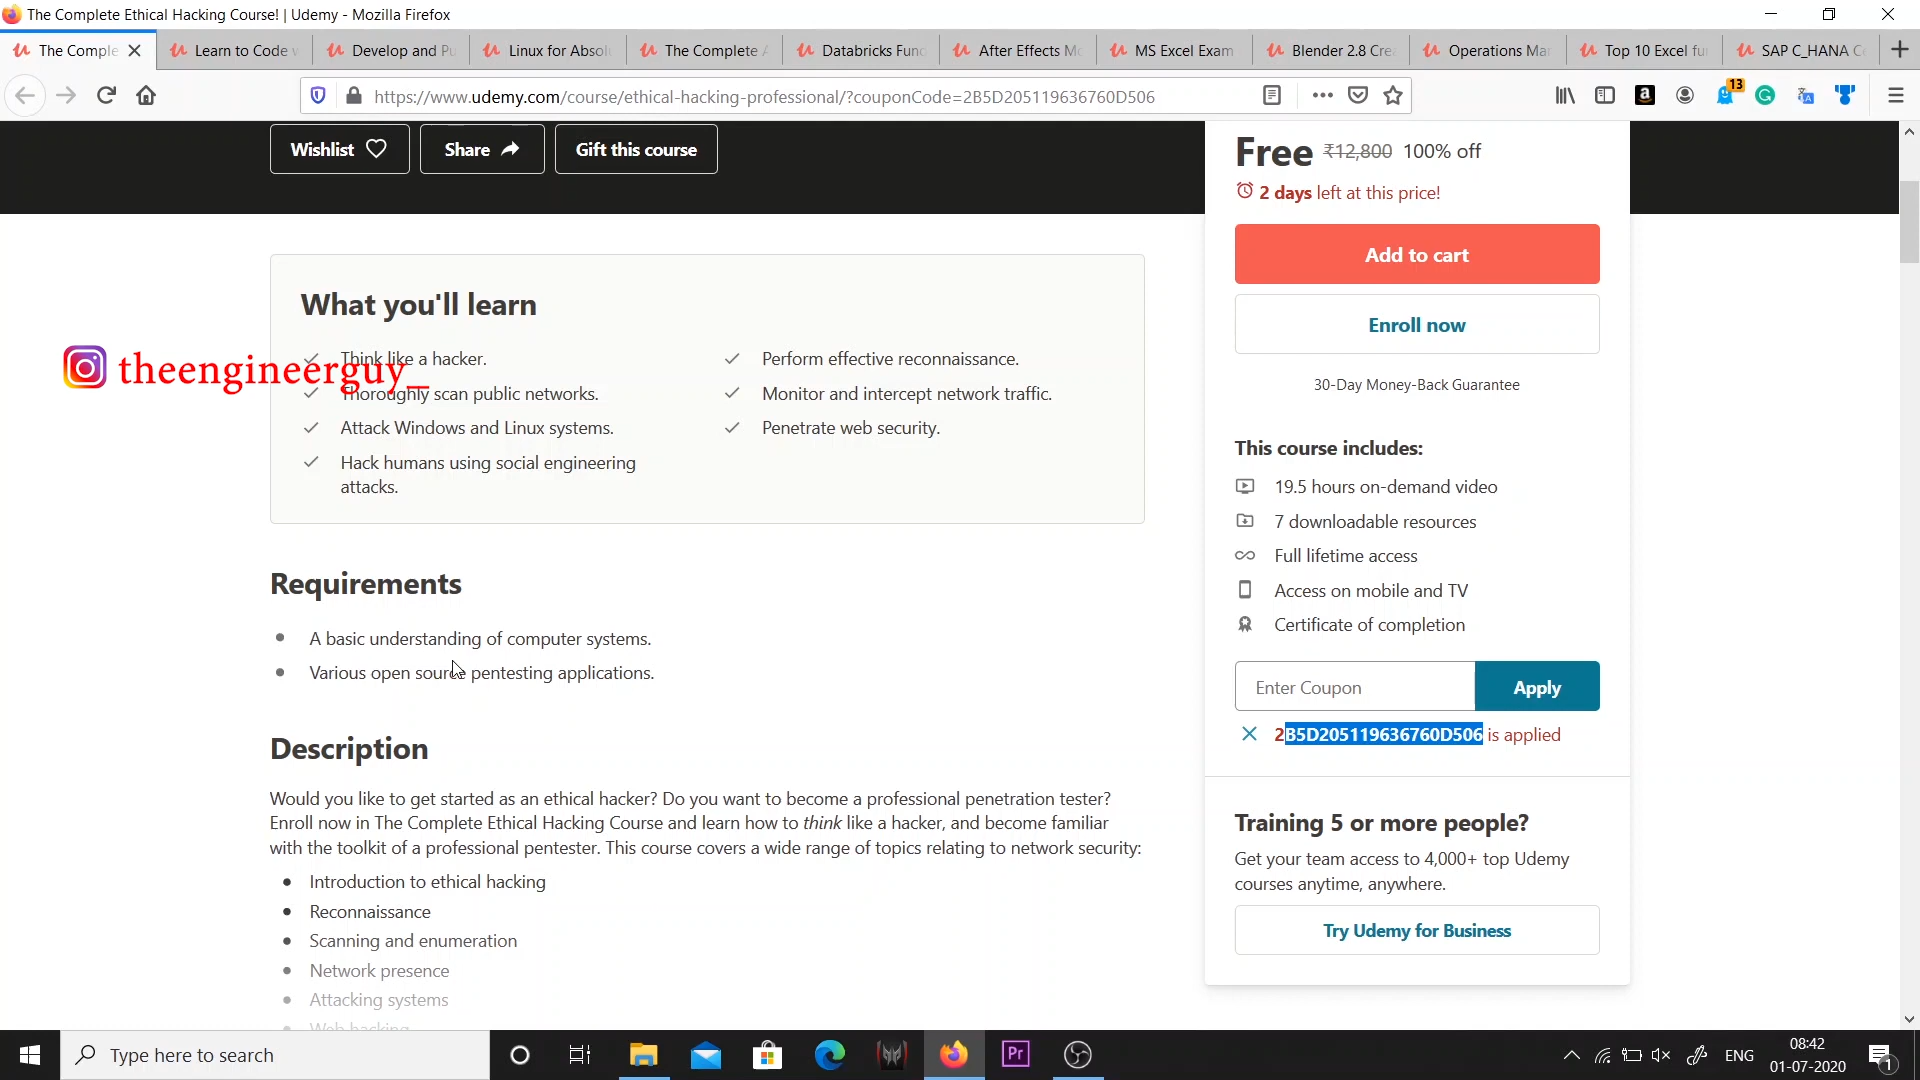 The Complete Ethical Hacking Course! | Udemy - Mozilla Firefox
The Comple
Learn to Code w
Develop and Pu
Linux for Absolu
The Complete A
Databricks Fund
After Effects Mo
MS Excel Exam
Blender 2.8 Crea
Operations Man
Top 10 Excel fun
SAP C_HANA Co
https://www.udemy.com/course/ethical-hacking-professional/?couponCode=2B5D205119636760D506
13
Wishlist
Share
Gift this course
Free ₹12,800 100% off
2 days left at this price!
Add to cart
Enroll now
30-Day Money-Back Guarantee
This course includes:
19.5 hours on-demand video
7 downloadable resources
Full lifetime access
Access on mobile and TV
Certificate of completion
Enter Coupon
Apply
2B5D205119636760D506 is applied
Training 5 or more people?
Get your team access to 4,000+ top Udemy
courses anytime, anywhere.
Try Udemy for Business
What you'll learn
Think like a hacker.
Thoroughly scan public networks.
Attack Windows and Linux systems.
Hack humans using social engineering
attacks.
Perform effective reconnaissance.
Monitor and intercept network traffic.
Penetrate web security.
theengineerguy_
Requirements
A basic understanding of computer systems.
Various open source pentesting applications.
Description
Would you like to get started as an ethical hacker? Do you want to become a professional penetration tester?
Enroll now in The Complete Ethical Hacking Course and learn how to think like a hacker, and become familiar
with the toolkit of a professional pentester. This course covers a wide range of topics relating to network security:
Introduction to ethical hacking
Reconnaissance
Scanning and enumeration
Network presence
Attacking systems
Web hacking
Type here to search
Pr
ENG
08:42
01-07-2020
1